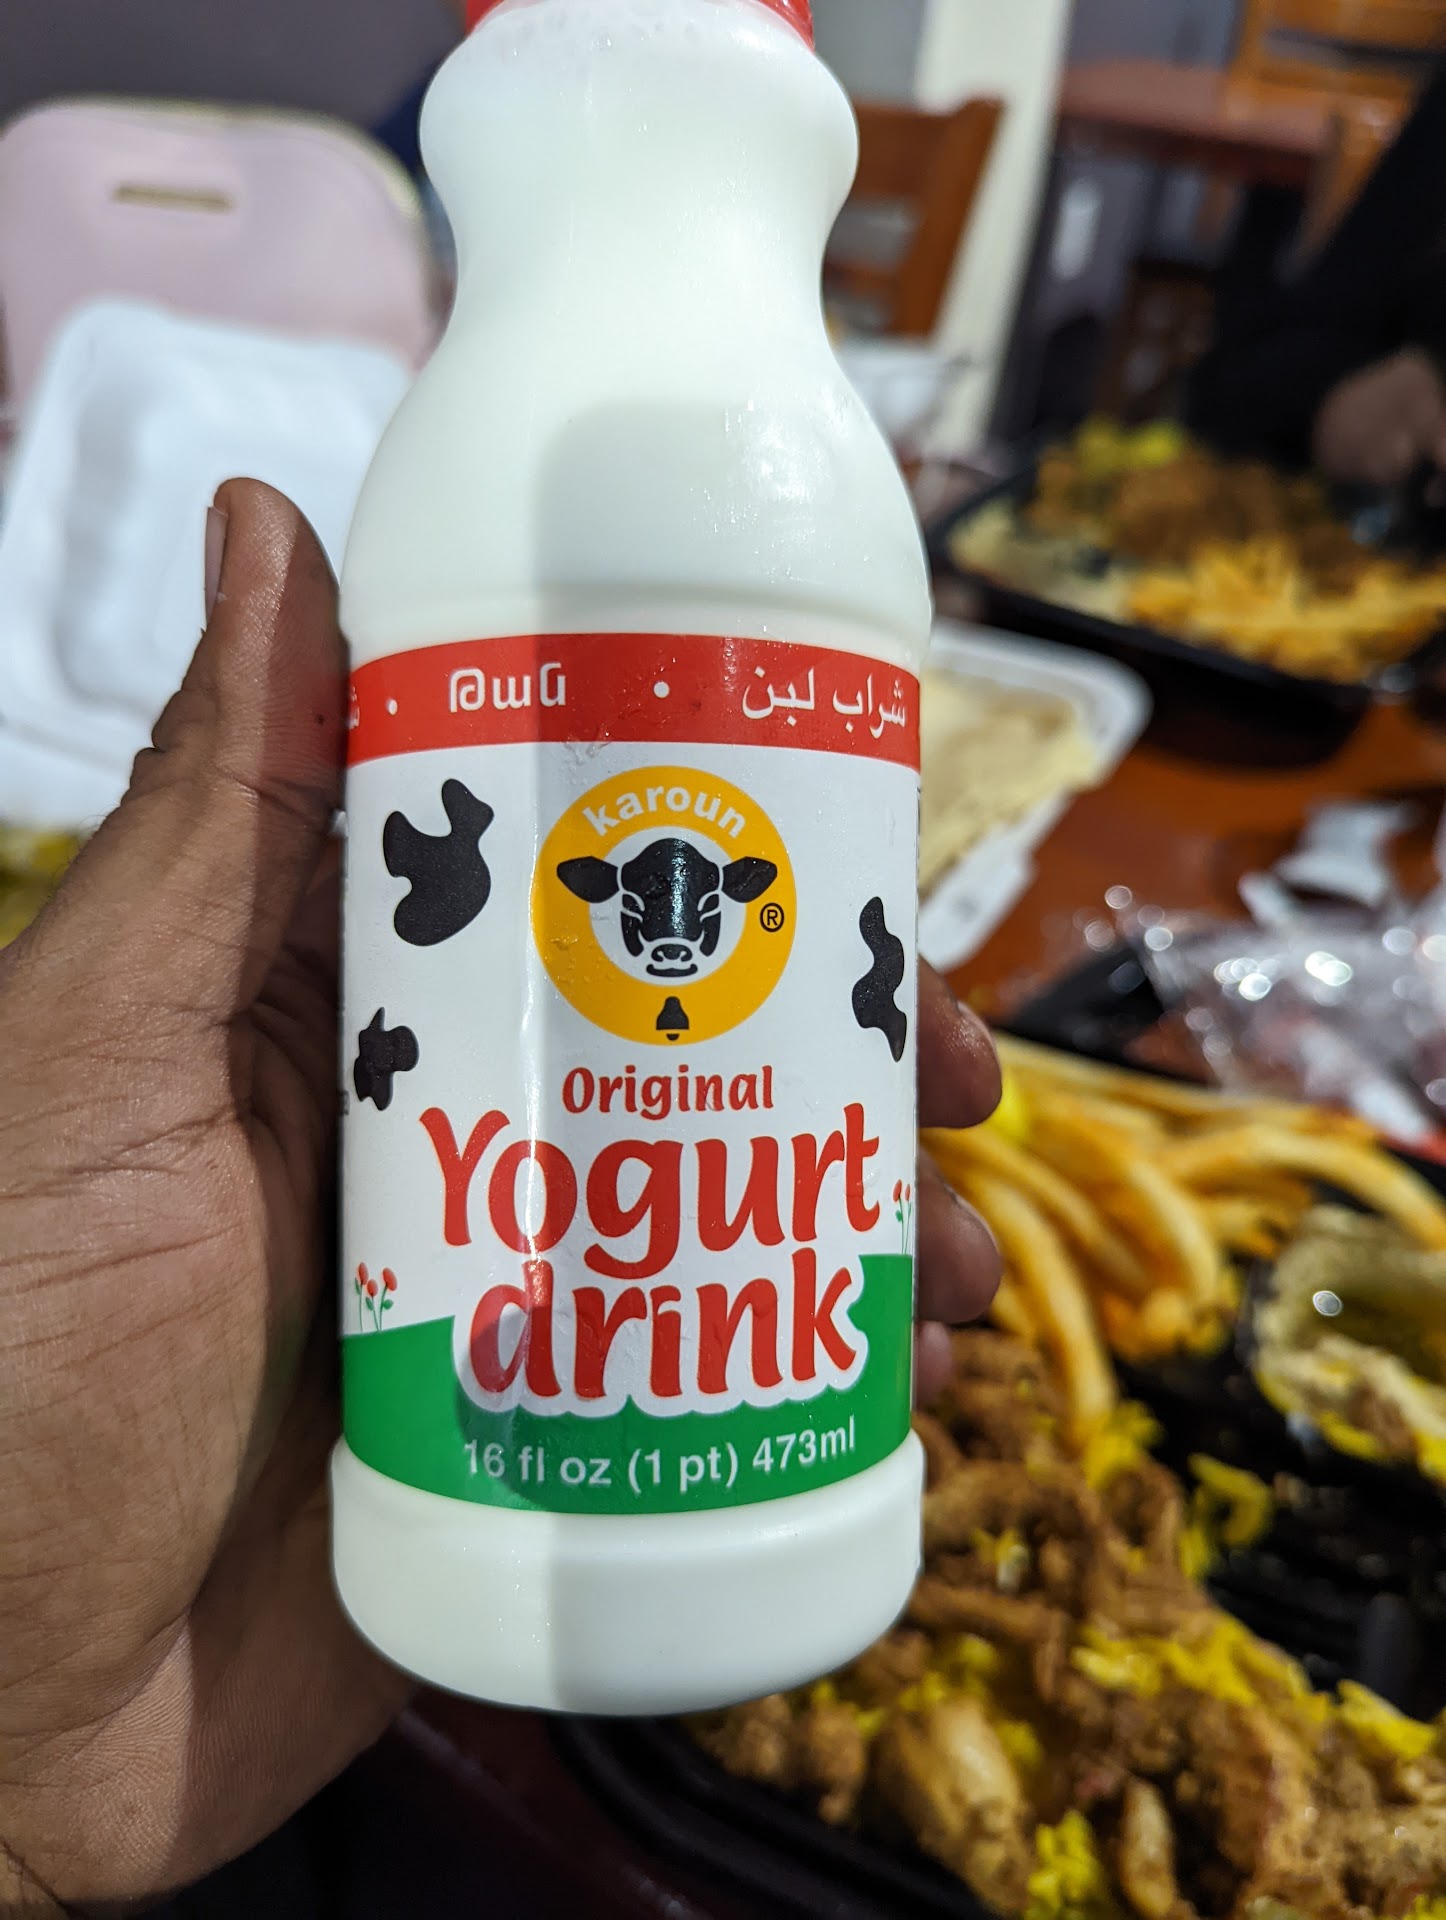 թան • شراب لبن
karoun
®
Original
Yogurt
drink
16 fl oz (1 pt) 473ml